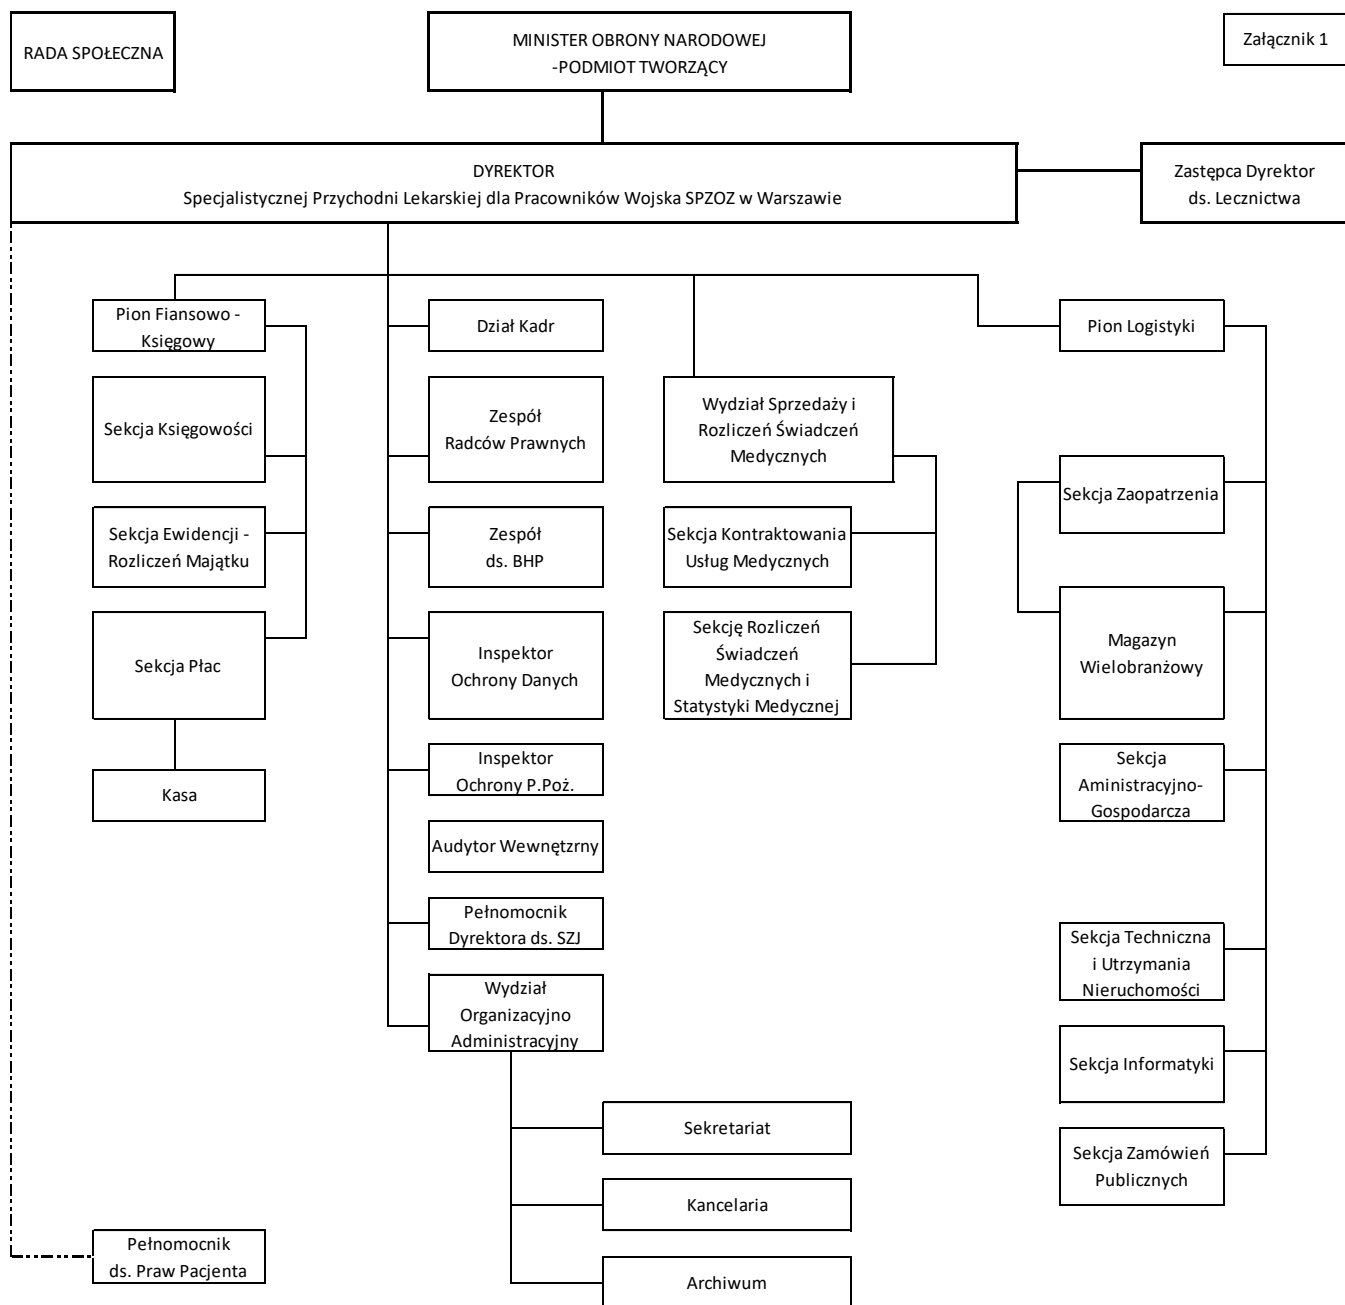 RADA SPOŁECZNA
MINISTER OBRONY NARODOWEJ
-PODMIOT TWORZĄCY
Załącznik 1
DYREKTOR
Specjalistycznej Przychodni Lekarskiej dla Pracowników Wojska SPZOZ w Warszawie
Zastępca Dyrektor
ds. Lecznictwa
Pion Fiansowo -
Księgowy
Sekcja Księgowości
Sekcja Ewidencji -
Rozliczeń Majątku
Sekcja Płac
Kasa
Dział Kadr
Zespół
Radców Prawnych
Zespół
ds. BHP
Inspektor
Ochrony Danych
Inspektor
Ochrony P.Poż.
Audytor Wewnętzrny
Pełnomocnik
Dyrektora ds. SZJ
Wydział
Organizacyjno
Administracyjny
Sekretariat
Kancelaria
Archiwum
Wydział Sprzedaży i
Rozliczeń Świadczeń
Medycznych
Sekcja Kontraktowania
Usług Medycznych
Sekcję Rozliczeń
Świadczeń
Medycznych i
Statystyki Medycznej
Pion Logistyki
Sekcja Zaopatrzenia
Magazyn
Wielobranżowy
Sekcja
Aministracyjno-
Gospodarcza
Sekcja Techniczna
i Utrzymania
Nieruchomości
Sekcja Informatyki
Sekcja Zamówień
Publicznych
Pełnomocnik
ds. Praw Pacjenta